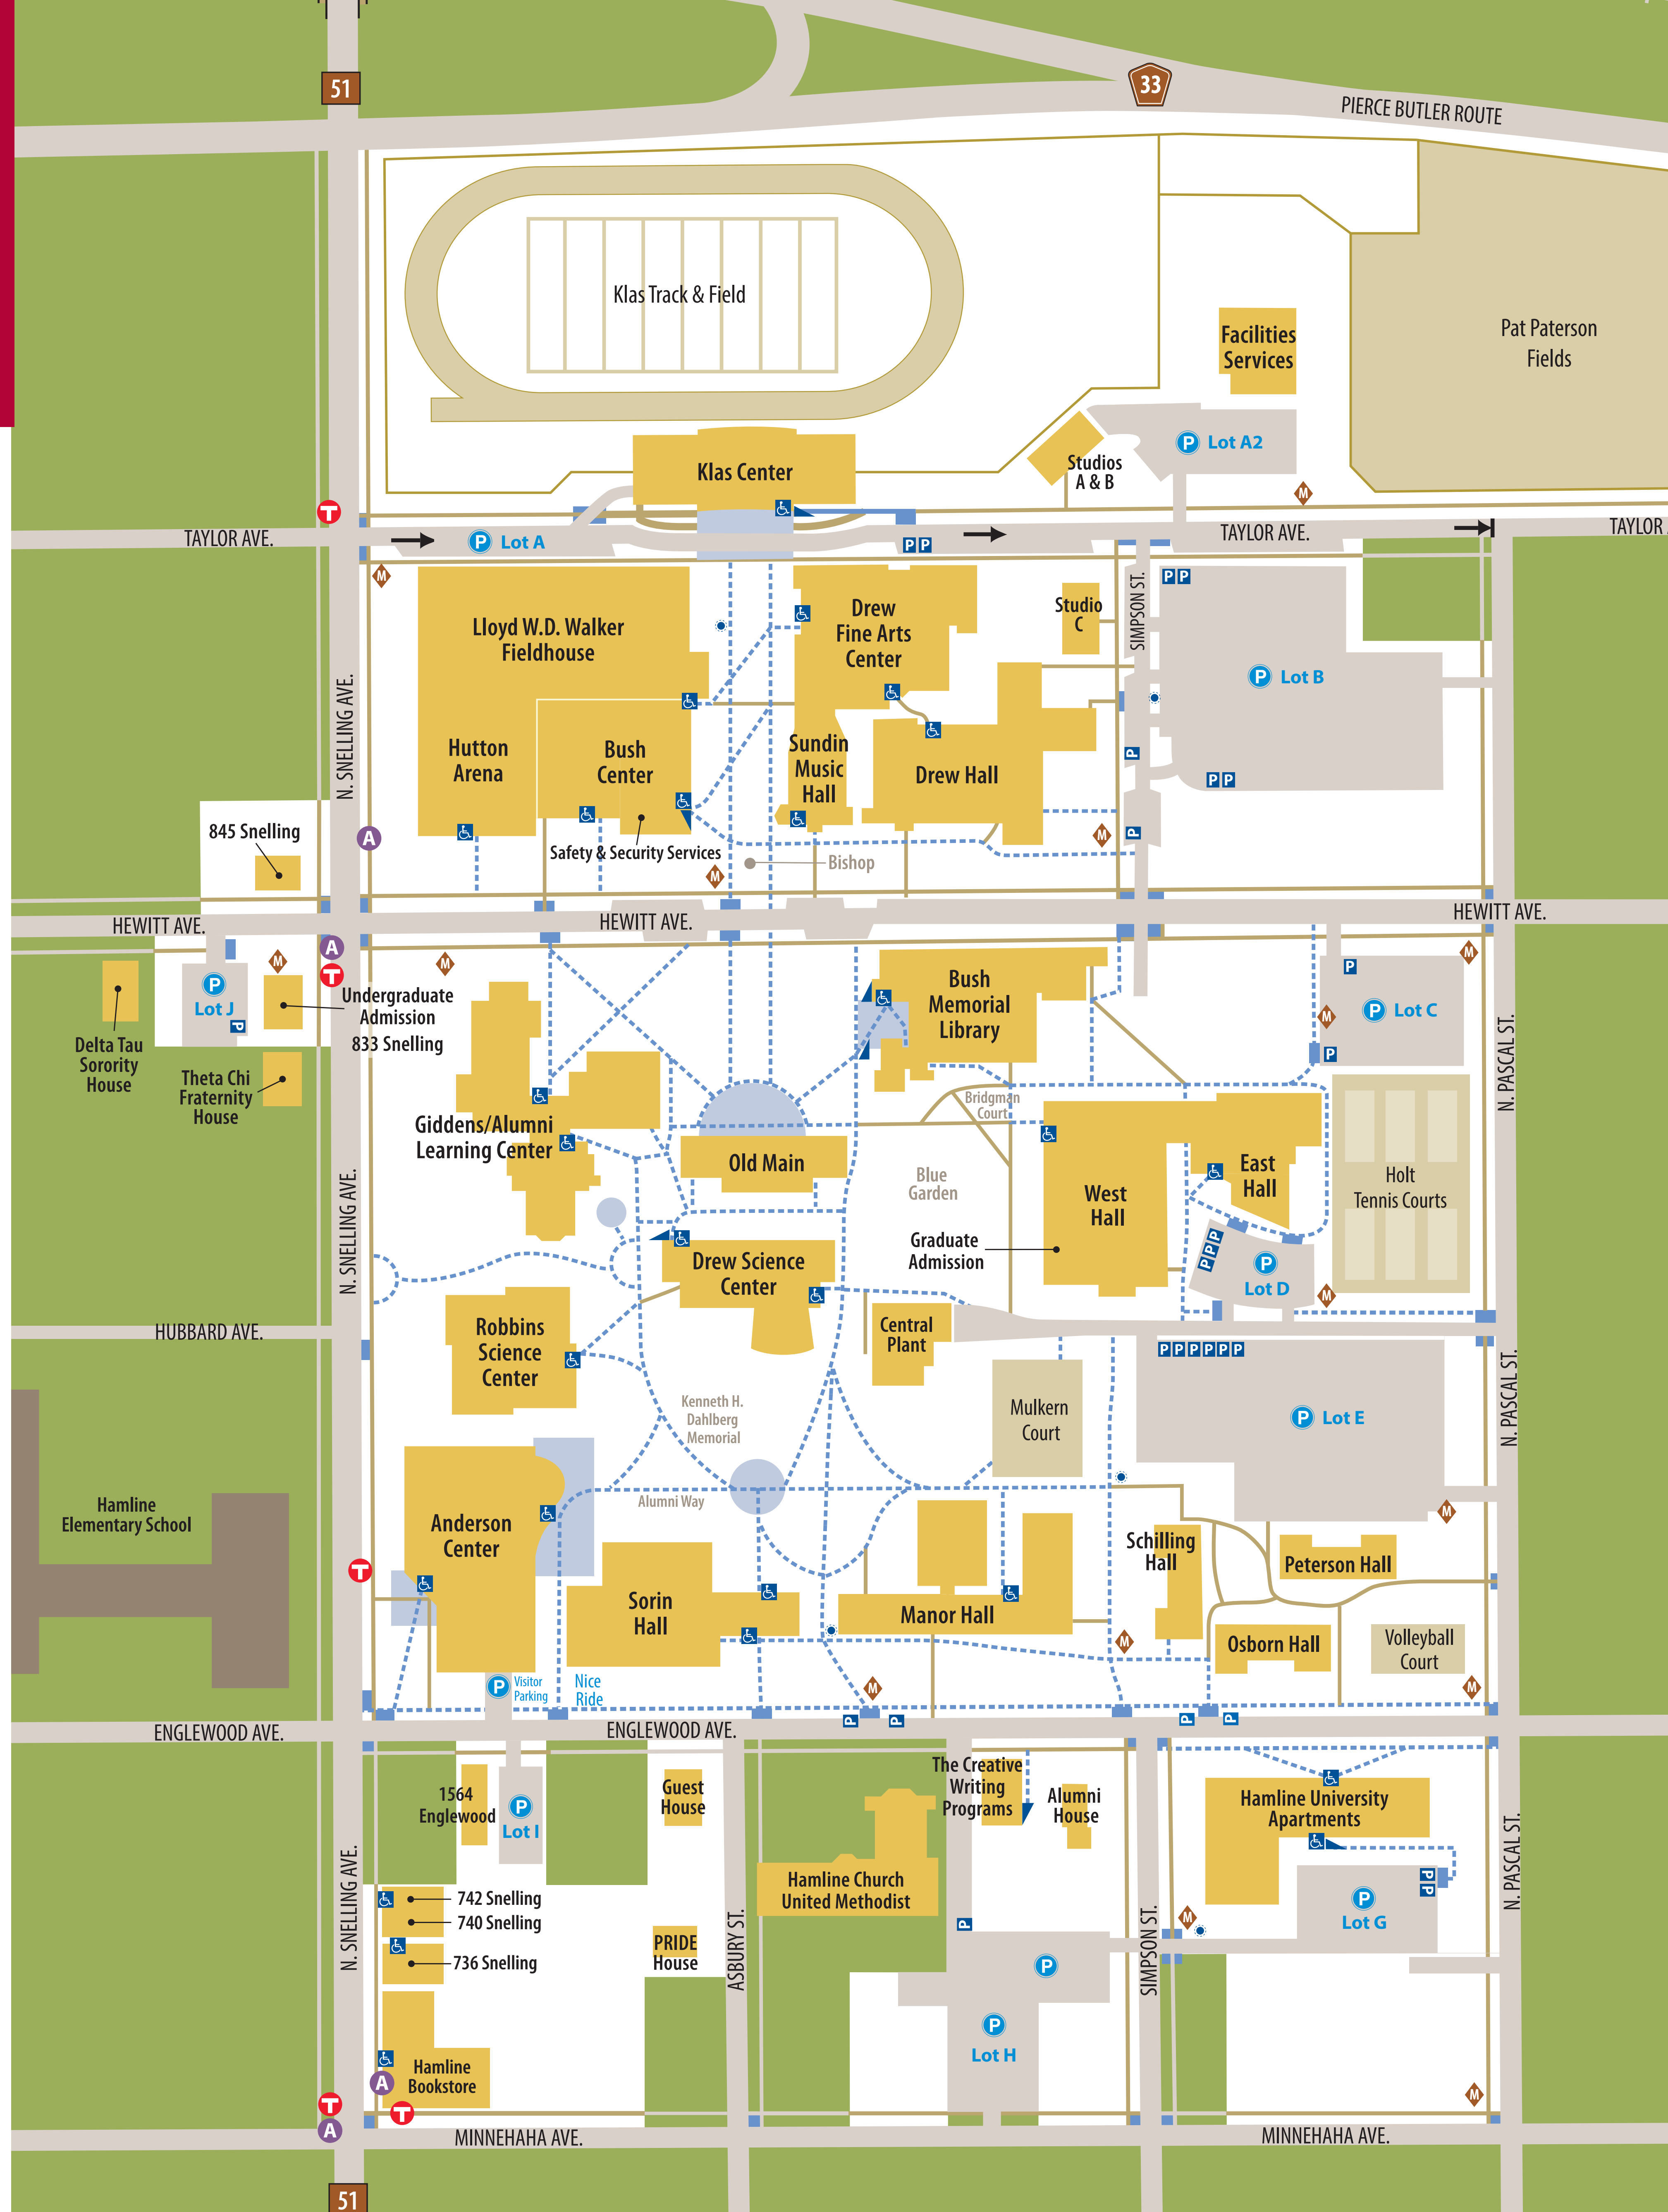 51
33
PIERCE BUTLER ROUTE
Klas Track & Field
Facilities
Services
Pat Paterson
Fields
P Lot A2
Klas Center
Studios
A & B
M
T
TAYLOR AVE.
P Lot A
P P
TAYLOR AVE.
TAYLOR
M
Lloyd W.D. Walker
Fieldhouse
Drew
Fine Arts
Center
Studio
C
SIMPSON ST.
P P
P Lot B
N. SNELLING AVE.
Hutton
Arena
Bush
Center
Sundin
Music
Hall
Drew Hall
P
P P
845 Snelling
A
Safety & Security Services
Bishop
M
M
P
HEWITT AVE.
HEWITT AVE.
HEWITT AVE.
A
T
M
M
M
P
Lot J
P
Undergraduate
Admission
833 Snelling
Delta Tau
Sorority
House
Theta Chi
Fraternity
House
Bush
Memorial
Library
P
P Lot C
M
P
N. PASCAL ST.
Giddens/Alumni
Learning Center
Bridgman
Court
Old Main
Blue
Garden
West
Hall
East
Hall
Holt
Tennis Courts
N. SNELLING AVE.
Graduate
Admission
Drew Science
Center
P P P
P
Lot D
M
HUBBARD AVE.
Robbins
Science
Center
Central
Plant
P P P P P P
N. PASCAL ST.
Kenneth H.
Dahlberg
Memorial
Mulkern
Court
P Lot E
Hamline
Elementary School
Alumni Way
M
Anderson
Center
Schilling
Hall
Peterson Hall
T
Sorin
Hall
Manor Hall
M
Osborn Hall
Volleyball
Court
P Visitor
Parking
Nice
Ride
M
M
P
P
P
P
ENGLEWOOD AVE.
ENGLEWOOD AVE.
1564
Englewood
P
Lot I
Guest
House
The Creative
Writing
Programs
Alumni
House
Hamline University
Apartments
N. PASCAL ST.
N. SNELLING AVE.
Hamline Church
United Methodist
742 Snelling
740 Snelling
736 Snelling
P P
P
Lot G
M
P
PRIDE
House
ASBURY ST.
SIMPSON ST.
P
P
Lot H
Hamline
Bookstore
A
T
T
A
M
MINNEHAHA AVE.
MINNEHAHA AVE.
51